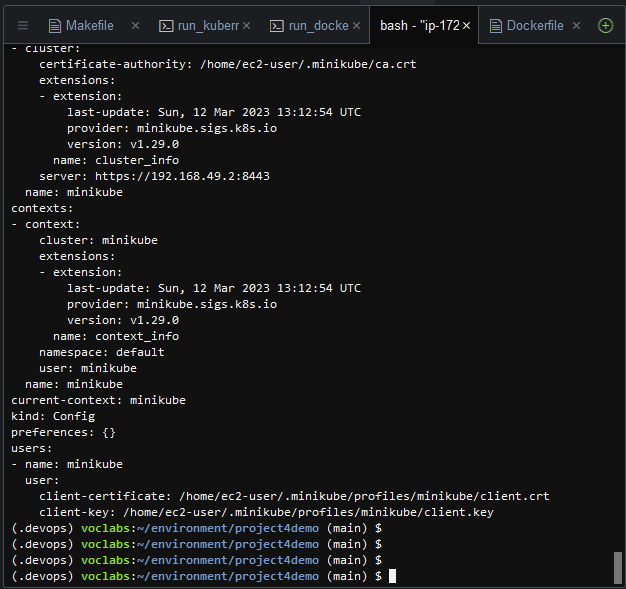 Makefile
run_kuberr
run_docke
bash - "ip-172
Dockerfile
- cluster:
    certificate-authority: /home/ec2-user/.minikube/ca.crt
    extensions:
    - extension:
        last-update: Sun, 12 Mar 2023 13:12:54 UTC
        provider: minikube.sigs.k8s.io
        version: v1.29.0
      name: cluster_info
    server: https://192.168.49.2:8443
  name: minikube
contexts:
- context:
    cluster: minikube
    extensions:
    - extension:
        last-update: Sun, 12 Mar 2023 13:12:54 UTC
        provider: minikube.sigs.k8s.io
        version: v1.29.0
      name: context_info
    namespace: default
    user: minikube
  name: minikube
current-context: minikube
kind: Config
preferences: {}
users:
- name: minikube
  user:
    client-certificate: /home/ec2-user/.minikube/profiles/minikube/client.crt
    client-key: /home/ec2-user/.minikube/profiles/minikube/client.key
(.devops) voclabs:~/environment/project4demo (main) $
(.devops) voclabs:~/environment/project4demo (main) $
(.devops) voclabs:~/environment/project4demo (main) $
(.devops) voclabs:~/environment/project4demo (main) $